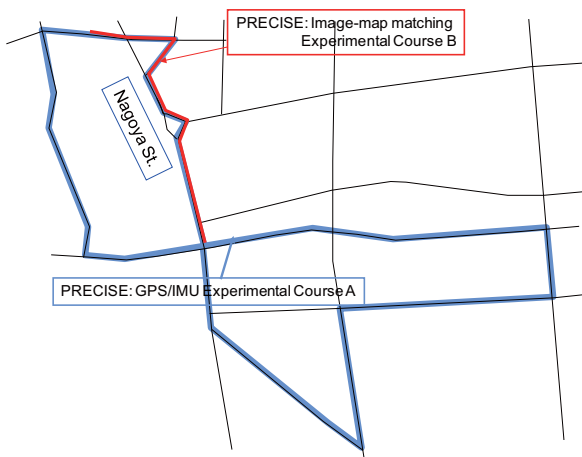 PRECISE: Image-map matching
Experimental Course B
Nagoya St.
PRECISE: GPS/IMU Experimental Course A